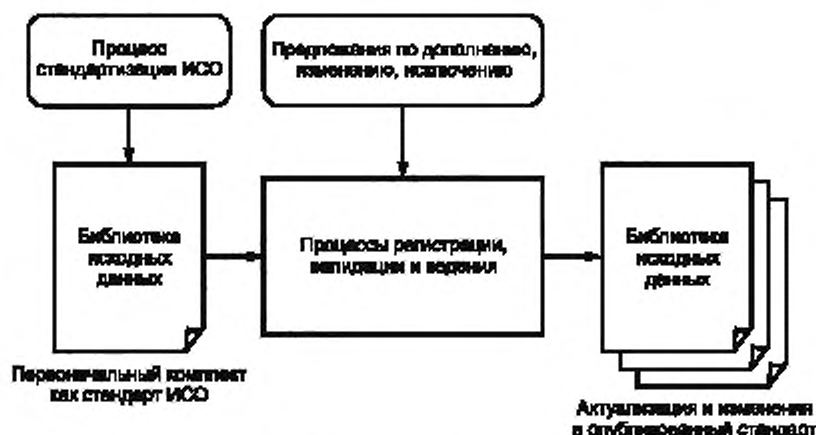 Процесс
стандартизации ИСО
Предложения по дополнению,
изменению, исключению
Библиотека
исходных
данных
Процессы регистрации,
валидации и ведения
Библиотека
исходных
данных
Первоначальный комплект
как стандарт ИСО
Актуализация и изменения
в опубликованный стандарт